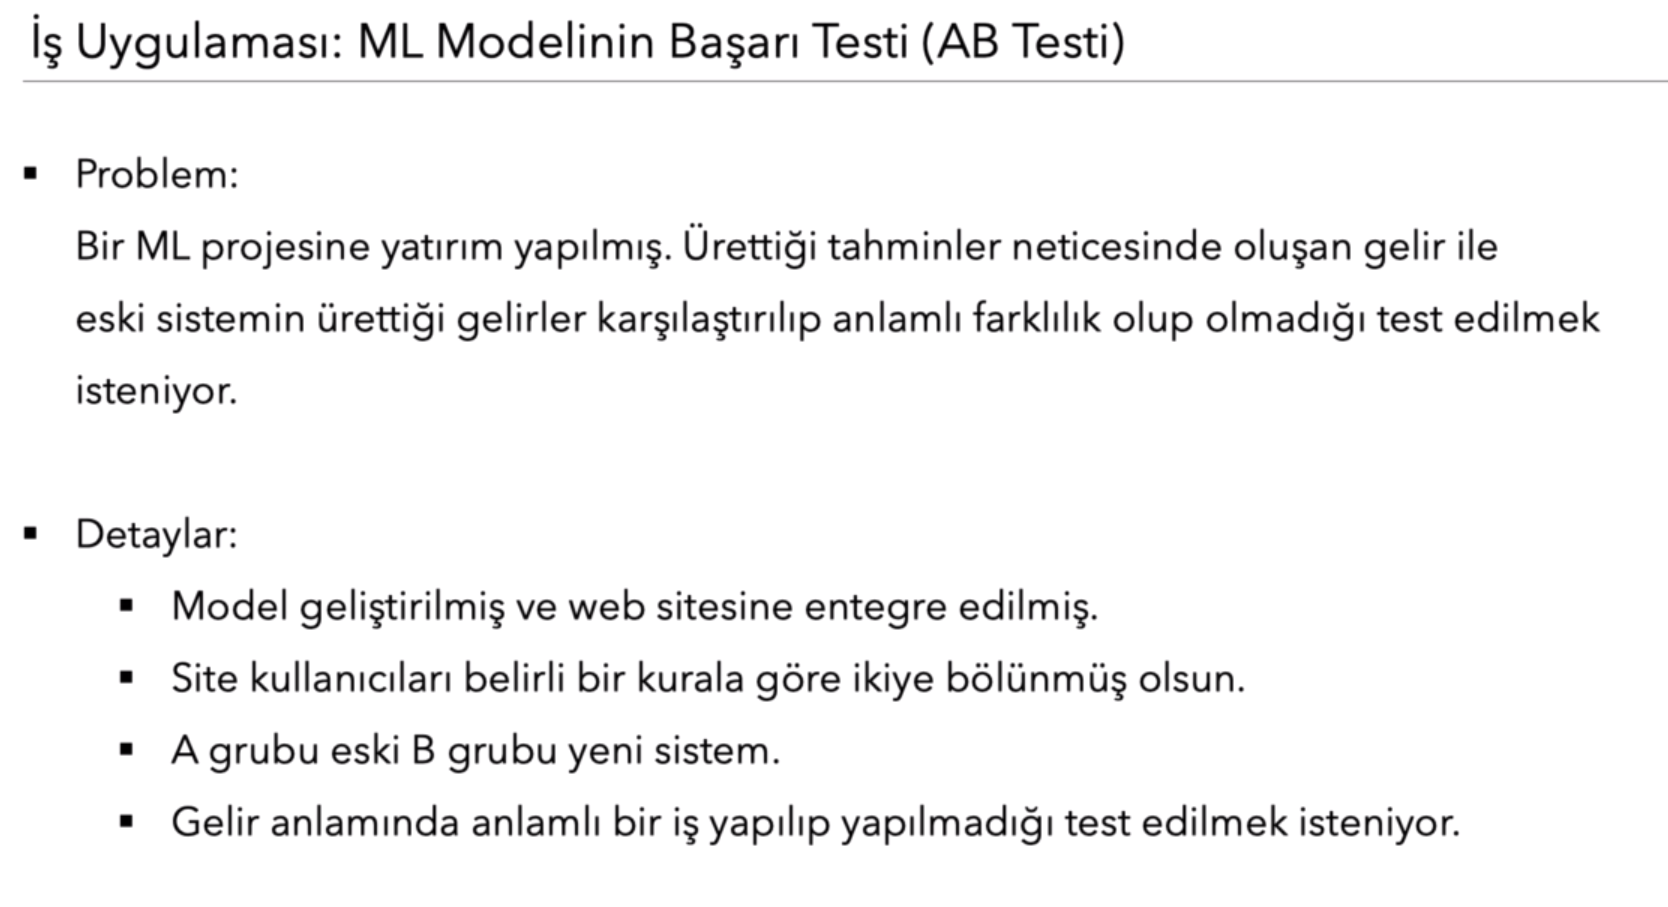 İş Uygulaması: ML Modelinin Başarı Testi (AB Testi)
▪ Problem:
Bir ML projesine yatırım yapılmış. Ürettiği tahminler neticesinde oluşan gelir ile
eski sistemin ürettiği gelirler karşılaştırılıp anlamlı farklılık olup olmadığı test edilmek
isteniyor.
▪ Detaylar:
▪ Model geliştirilmiş ve web sitesine entegre edilmiş.
▪ Site kullanıcıları belirli bir kurala göre ikiye bölünmüş olsun.
▪ A grubu eski B grubu yeni sistem.
▪ Gelir anlamında anlamlı bir iş yapılıp yapılmadığı test edilmek isteniyor.